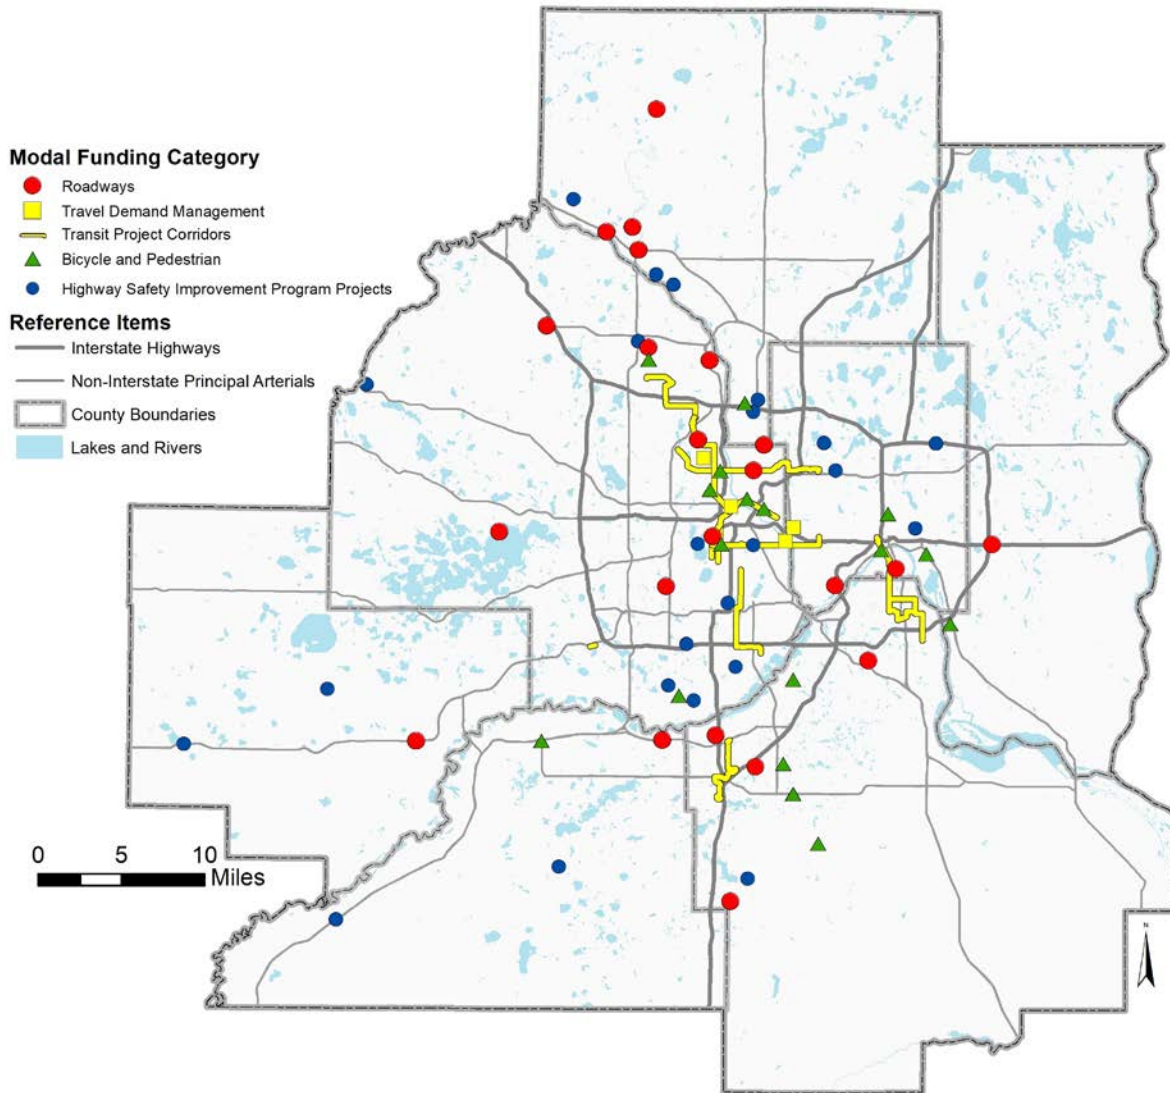 Modal Funding Category
Roadways
Travel Demand Management
Transit Project Corridors
Bicycle and Pedestrian
Highway Safety Improvement Program Projects
Reference Items
Interstate Highways
Non-Interstate Principal Arterials
County Boundaries
Lakes and Rivers
0 5 10
Miles
N